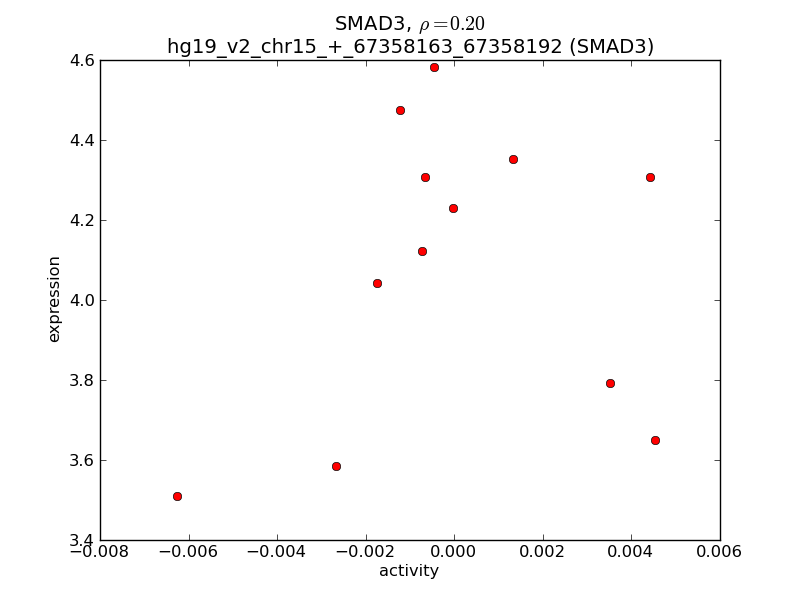 SMAD3, ρ=0.20
hg19_v2_chr15_+_67358163_67358192 (SMAD3)
4.6
4.4
4.2
4.0
3.8
3.6
3.4
expression
−0.008 −0.006 −0.004 −0.002 0.000 0.002 0.004 0.006
activity